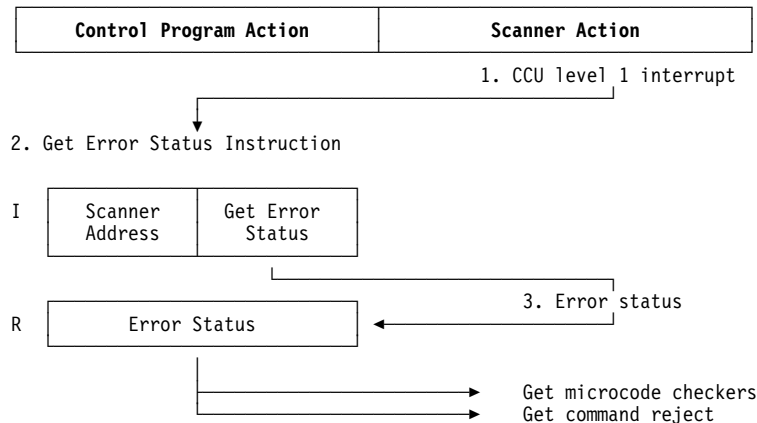 Control Program Action Scanner Action
1. CCU level 1 interrupt
2. Get Error Status Instruction
I Scanner Address Get Error Status
3. Error status
R Error Status
Get microcode checkers
Get command reject